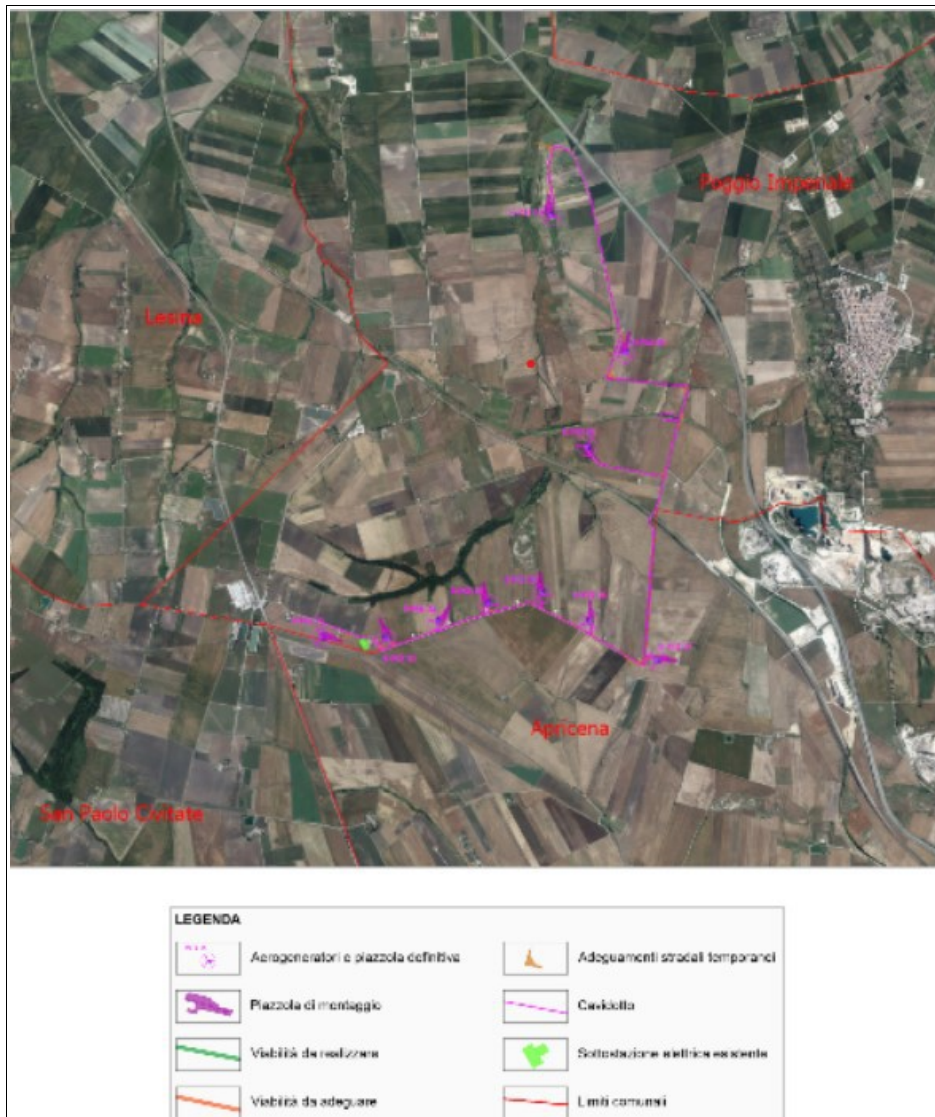 Poggio Imperiale
Lesina
Apricena
San Paolo Civitate
LEGENDA
Aerogeneratori e piazzola definitiva
Adeguamenti stradali temporanei
Piazzola di montaggio
Cavidotto
Viabilità da realizzare
Sottostazione elettrica esistente
Viabilità da adeguare
Limiti comunali